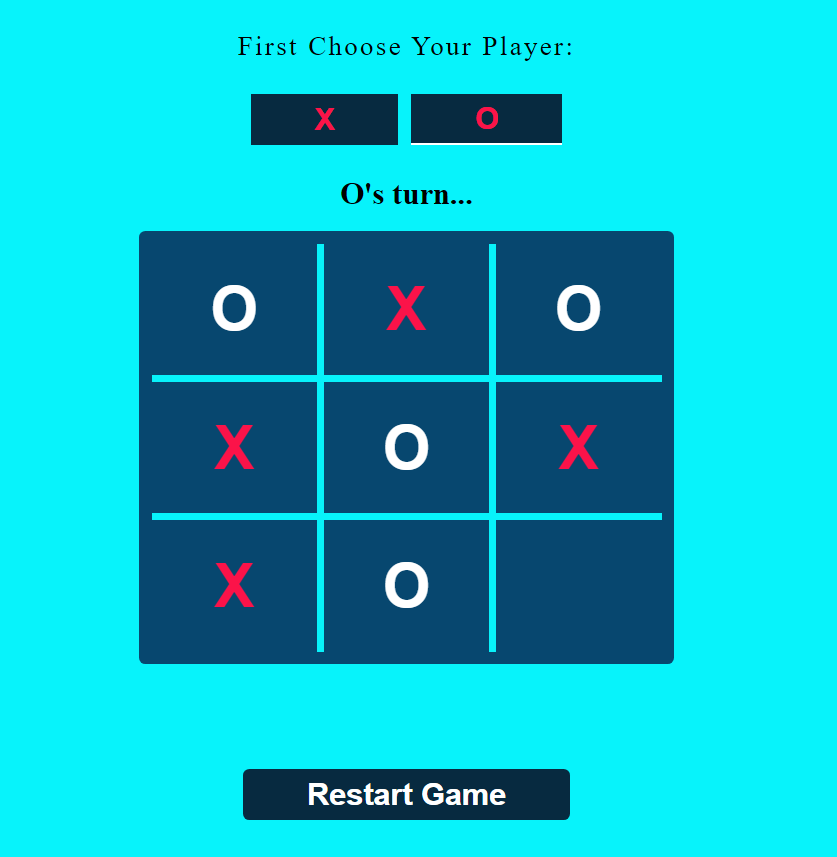 First Choose Your Player:
X O
O's turn...
O X O
X O X
X O
Restart Game